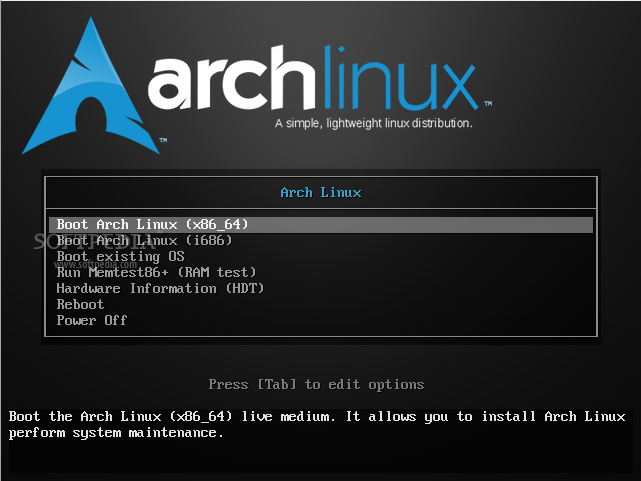 archlinux™
A simple, lightweight linux distribution.
™
Arch Linux
Boot Arch Linux (x86_64)
Boot Arch Linux (i686)
SOFTPEDIA
Boot existing OS
www.softpedia.com
Run Memtest86+ (RAM test)
Hardware Information (HDT)
Reboot
Power Off
Press [Tab] to edit options
Boot the Arch Linux (x86_64) live medium. It allows you to install Arch Linux
perform system maintenance.